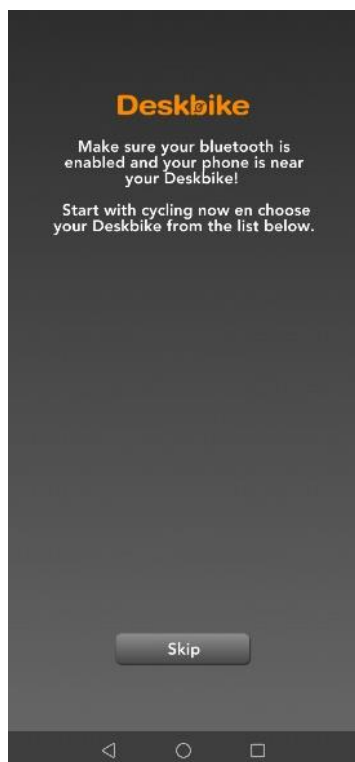 Deskbike
Make sure your bluetooth is
enabled and your phone is near
your Deskbike!
Start with cycling now en choose
your Deskbike from the list below.
Skip